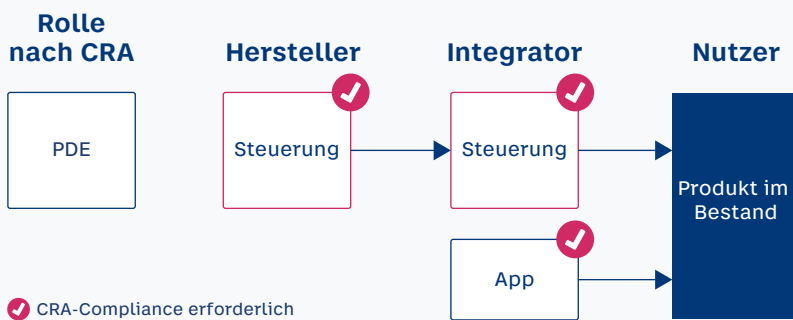 Rolle
nach CRA
Hersteller
Integrator
Nutzer
PDE
Steuerung
Steuerung
Produkt im
Bestand
App
CRA-Compliance erforderlich